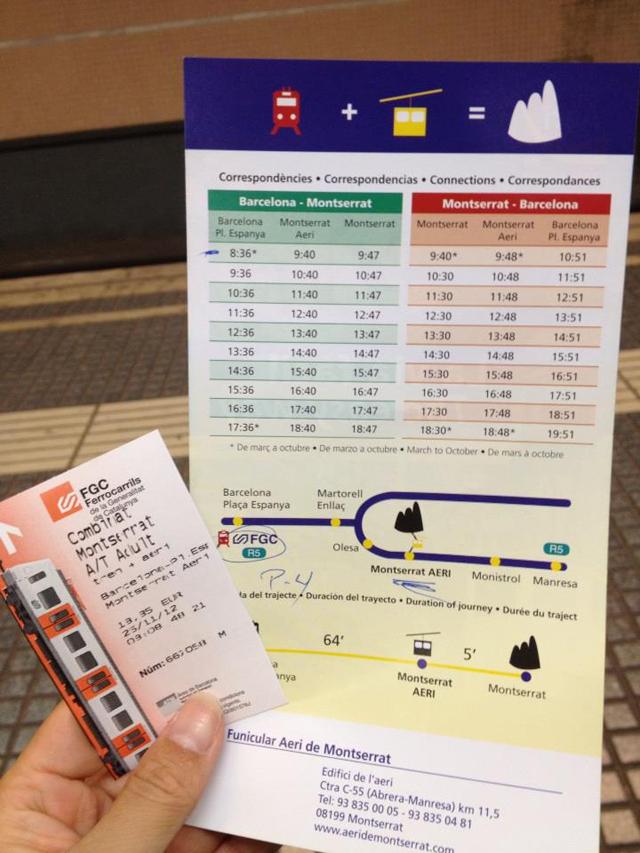 + =
Correspondències • Correspondencias • Connections • Correspondances
Barcelona - Montserrat Montserrat - Barcelona
Barcelona Pl. Espanya Montserrat Aeri Montserrat Montserrat Montserrat Aeri Barcelona Pl. Espanya
8:36* 9:40 9:47 9:40* 9:48* 10:51
9:36 10:40 10:47 10:30 10:48 11:51
10:36 11:40 11:47 11:30 11:48 12:51
11:36 12:40 12:47 12:30 12:48 13:51
12:36 13:40 13:47 13:30 13:48 14:51
13:36 14:40 14:47 14:30 14:48 15:51
14:36 15:40 15:47 15:30 15:48 16:51
15:36 16:40 16:47 16:30 16:48 17:51
16:36 17:40 17:47 17:30 17:48 18:51
17:36* 18:40 18:47 18:30* 18:48* 19:51
* De març a octubre • De marzo a octubre • March to October • De mars à octobre
Barcelona
Plaça Espanya
Martorell
Enllaç
FGC
R5
Olesa
Montserrat AERI
Monistrol
R5
Manresa
P-4
del trajecte • Duración del trayecto • Duration of journey • Durée du traject
64'
5'
Montserrat
AERI
Montserrat
Funicular Aeri de Montserrat
Edifici de l'aeri
Ctra C-55 (Abrera-Manresa) km 11,5
Tel: 93 835 00 05 - 93 835 04 81
08199 Montserrat
www.aeridemontserrat.com
FGC
Ferrocarrils
de la Generalitat
de Catalunya
Combinat
Montserrat
A/T Adult
tren + aeri
Barcelona-Pl.Esp
Montserrat Aeri
25/11/12
Núm: